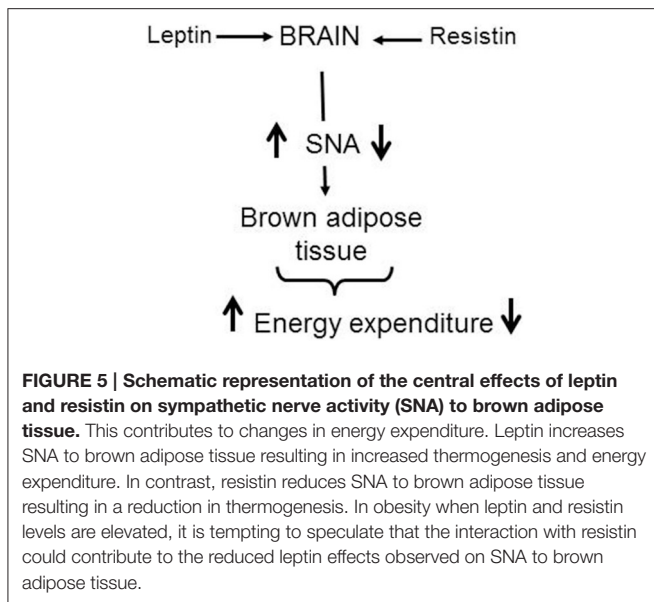 Leptin BRAIN Resistin
SNA
Brown adipose
tissue
Energy expenditure
FIGURE 5 | Schematic representation of the central effects of leptin
and resistin on sympathetic nerve activity (SNA) to brown adipose
tissue. This contributes to changes in energy expenditure. Leptin increases
SNA to brown adipose tissue resulting in increased thermogenesis and energy
expenditure. In contrast, resistin reduces SNA to brown adipose tissue
resulting in a reduction in thermogenesis. In obesity when leptin and resistin
levels are elevated, it is tempting to speculate that the interaction with resistin
could contribute to the reduced leptin effects observed on SNA to brown
adipose tissue.